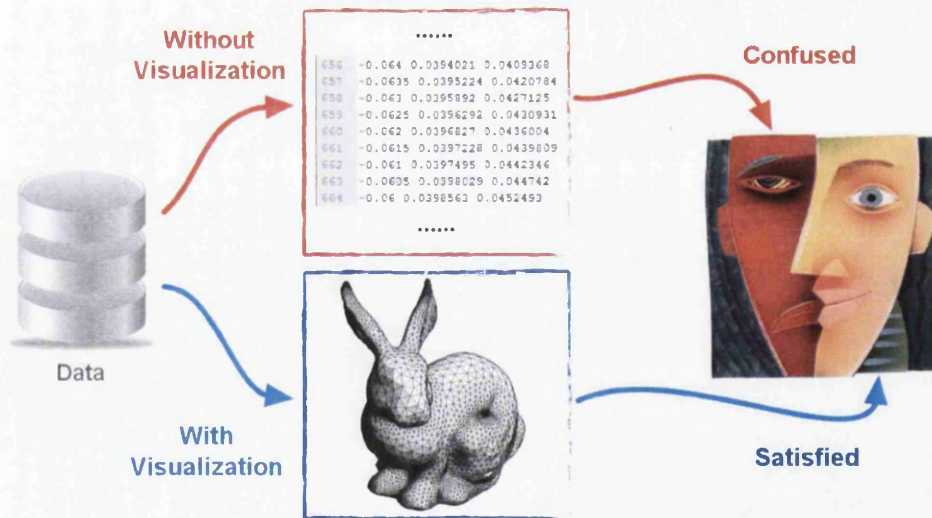 Without
Visualization
......
656 -0.064 0.0394021 0.0409368
657 -0.0635 0.0395224 0.0420784
658 -0.063 0.0395892 0.0427125
659 -0.0625 0.0396292 0.0430931
660 -0.062 0.0396827 0.0436004
661 -0.0615 0.0397228 0.0439809
662 -0.061 0.0397495 0.0442346
663 -0.0605 0.0398029 0.044742
664 -0.06 0.0398563 0.0452493
......
Confused
Data
With
Visualization
Satisfied